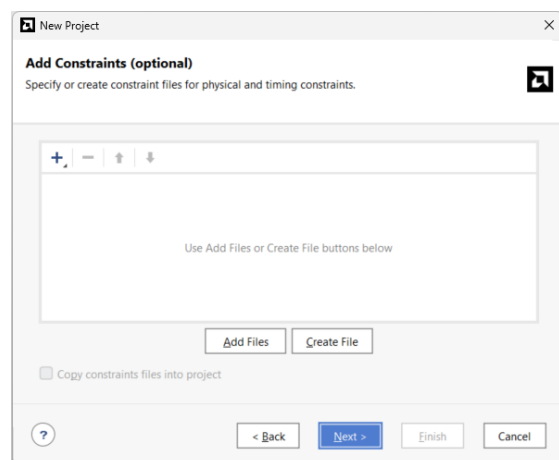 New Project
Add Constraints (optional)
Specify or create constraint files for physical and timing constraints.
Use Add Files or Create File buttons below
Add Files Create File
Copy constraints files into project
? < Back Next > Finish Cancel